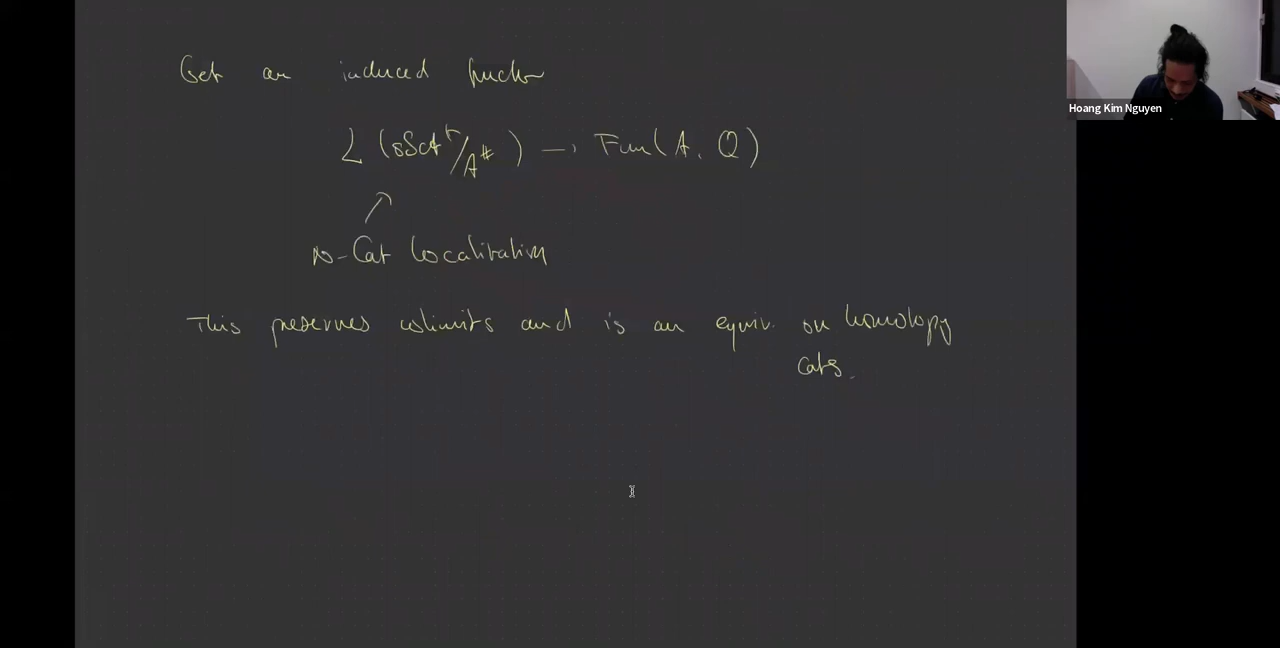 Get an induced functor
L (sSet⁺/A^#) → Fun(A, Q)
Hoang Kim Nguyen
∞-Cat localization
This preserves colimits and is an equiv. on homotopy
cats.